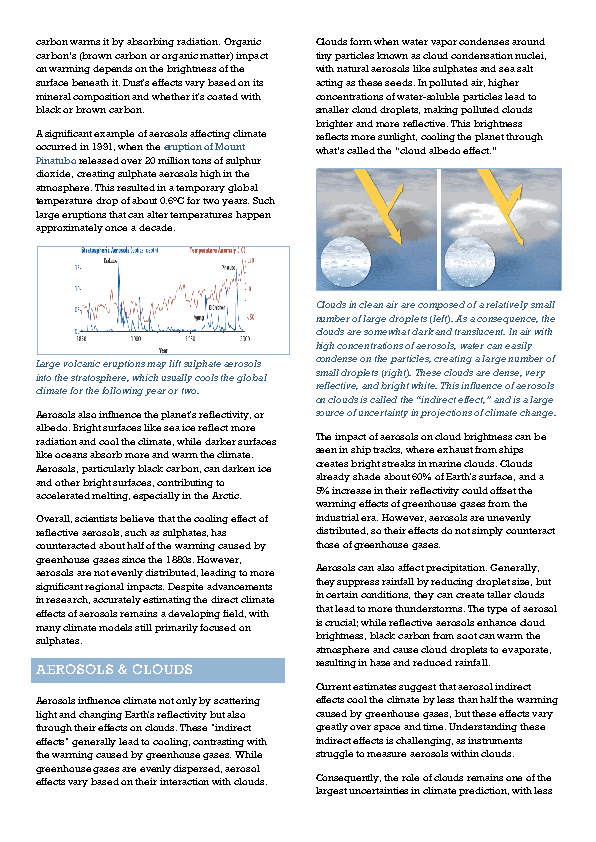 carbon warms it by absorbing radiation. Organic
carbon's (brown carbon or organic matter) impact
on warming depends on the brightness of the
surface beneath it. Dust's effects vary based on its
mineral composition and whether it's coated with
black or brown carbon.
A significant example of aerosols affecting climate
occurred in 1991, when the eruption of Mount
Pinatubo released over 20 million tons of sulphur
dioxide, creating sulphate aerosols high in the
atmosphere. This resulted in a temporary global
temperature drop of about 0.6°C for two years. Such
large eruptions that can alter temperatures happen
approximately once a decade.
Stratospheric Aerosols
Temperature Anomaly
1850
1900
2000
Year
Large volcanic eruptions may lift sulphate aerosols
into the stratosphere, which usually cools the global
climate for the following year or two.
Aerosols also influence the planet's reflectivity, or
albedo. Bright surfaces like sea ice reflect more
radiation and cool the climate, while darker surfaces
like oceans absorb more and warm the climate.
Aerosols, particularly black carbon, can darken ice
and other bright surfaces, contributing to
accelerated melting, especially in the Arctic.
Overall, scientists believe that the cooling effect of
reflective aerosols, such as sulphates, has
counteracted about half of the warming caused by
greenhouse gases since the 1880s. However,
aerosols are not evenly distributed, leading to more
significant regional impacts. Despite advancements
in research, accurately estimating the direct climate
effects of aerosols remains a developing field, with
many climate models still primarily focused on
sulphates.
AEROSOLS & CLOUDS
Aerosols influence climate not only by scattering
light and changing Earth's reflectivity but also
through their effects on clouds. These "indirect
effects" generally lead to cooling, contrasting with
the warming caused by greenhouse gases. While
greenhouse gases are evenly dispersed, aerosol
effects vary based on their interaction with clouds.
Clouds form when water vapor condenses around
tiny particles known as cloud condensation nuclei,
with natural aerosols like sulphates and sea salt
acting as these seeds. In polluted air, higher
concentrations of water-soluble particles lead to
smaller cloud droplets, making polluted clouds
brighter and more reflective. This brightness
reflects more sunlight, cooling the planet through
what's called the "cloud albedo effect."
Clouds in clean air are composed of a relatively small
number of large droplets (left). As a consequence, the
clouds are somewhat dark and translucent. In air with
high concentrations of aerosols, water can easily
condense on the particles, creating a large number of
small droplets (right). These clouds are dense, very
reflective, and bright white. This influence of aerosols
on clouds is called the "indirect effect," and is a large
source of uncertainty in projections of climate change.
The impact of aerosols on cloud brightness can be
seen in ship tracks, where exhaust from ships
creates bright streaks in marine clouds. Clouds
already shade about 60% of Earth's surface, and a
5% increase in their reflectivity could offset the
warming effects of greenhouse gases from the
industrial era. However, aerosols are unevenly
distributed, so their effects do not simply counteract
those of greenhouse gases.
Aerosols can also affect precipitation. Generally,
they suppress rainfall by reducing droplet size, but
in certain conditions, they can create taller clouds
that lead to more thunderstorms. The type of aerosol
is crucial; while reflective aerosols enhance cloud
brightness, black carbon from soot can warm the
atmosphere and cause cloud droplets to evaporate,
resulting in haze and reduced rainfall.
Current estimates suggest that aerosol indirect
effects cool the climate by less than half the warming
caused by greenhouse gases, but these effects vary
greatly over space and time. Understanding these
indirect effects is challenging, as instruments
struggle to measure aerosols within clouds.
Consequently, the role of clouds remains one of the
largest uncertainties in climate prediction, with less